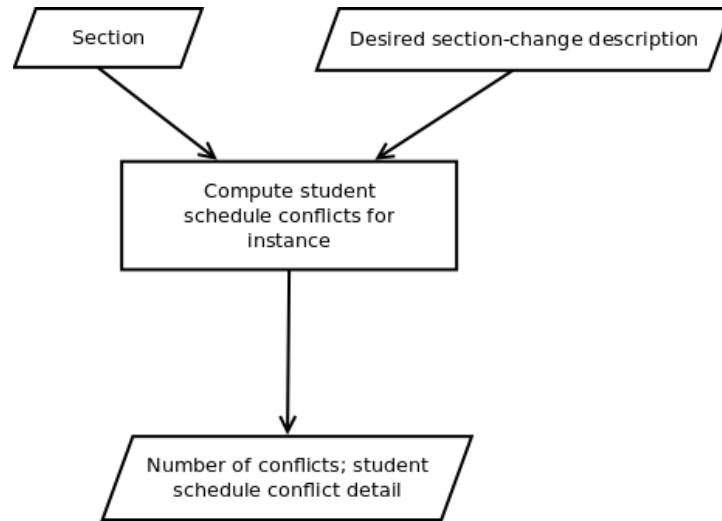 Section
Desired section-change description
Compute student
schedule conflicts for
instance
Number of conflicts; student
schedule conflict detail